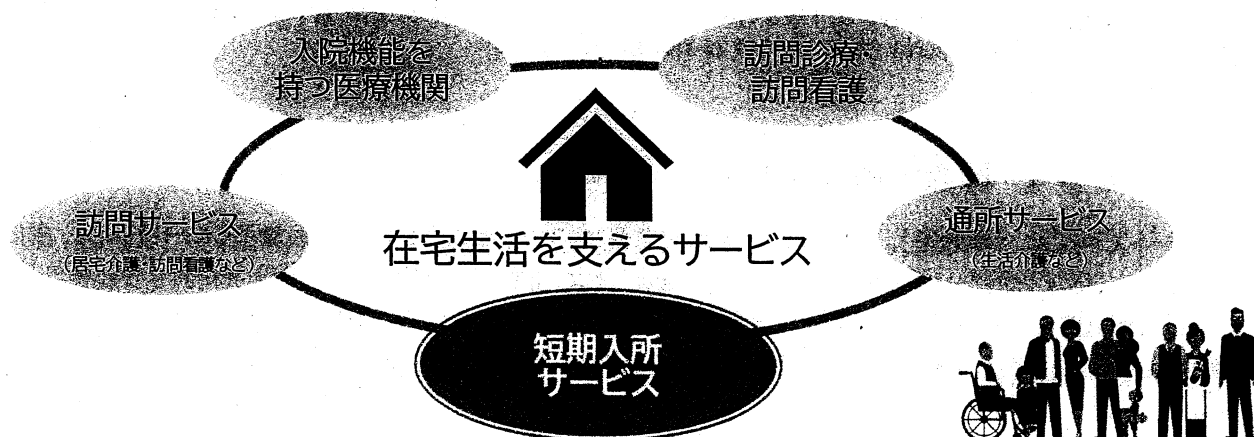 入院機能を
持つ医療機関
訪問診療
訪問看護
訪問サービス
（居宅介護・訪問看護など）
通所サービス
（生活介護など）
在宅生活を支えるサービス
短期入所
サービス